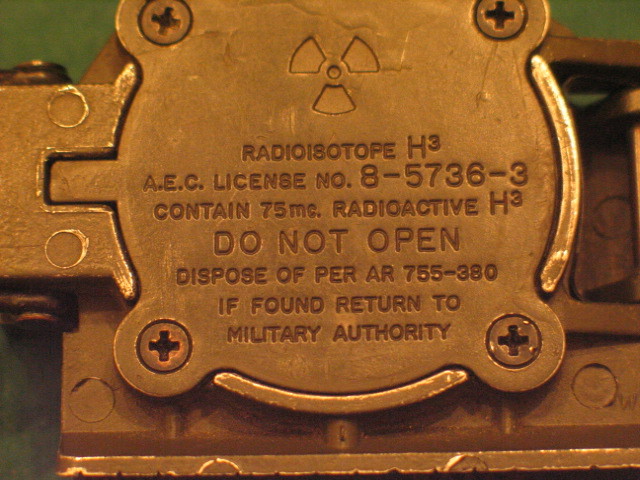 RADIOISOTOPE H³
A.E.C. LICENSE NO. 8-5736-3
CONTAIN 75mc. RADIOACTIVE H³
DO NOT OPEN
DISPOSE OF PER AR 755-380
IF FOUND RETURN TO
MILITARY AUTHORITY